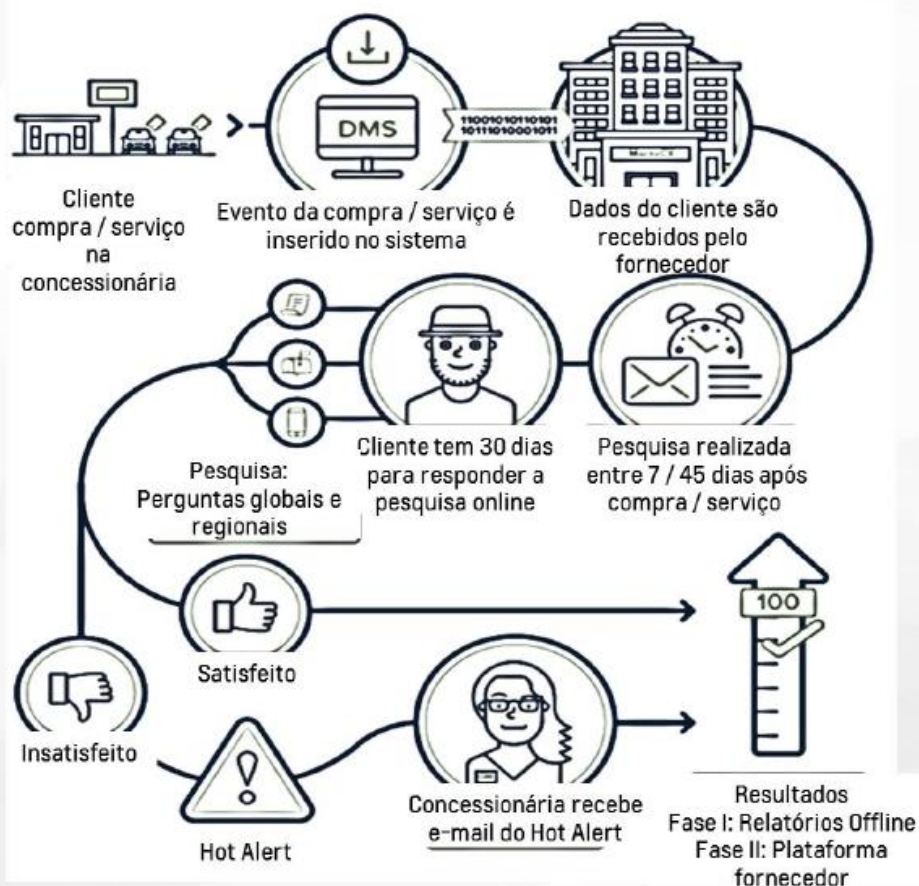 DMS
11001010110101
10111010001011
Cliente
compra / serviço
na
concessionária
Evento da compra / serviço é
inserido no sistema
Dados do cliente são
recebidos pelo
fornecedor
Pesquisa:
Perguntas globais e
regionais
Cliente tem 30 dias
para responder a
pesquisa online
Pesquisa realizada
entre 7 / 45 dias após
compra / serviço
100
Satisfeito
Insatisfeito
Hot Alert
Concessionária recebe
e-mail do Hot Alert
Resultados
Fase I: Relatórios Offline
Fase II: Plataforma
fornecedor